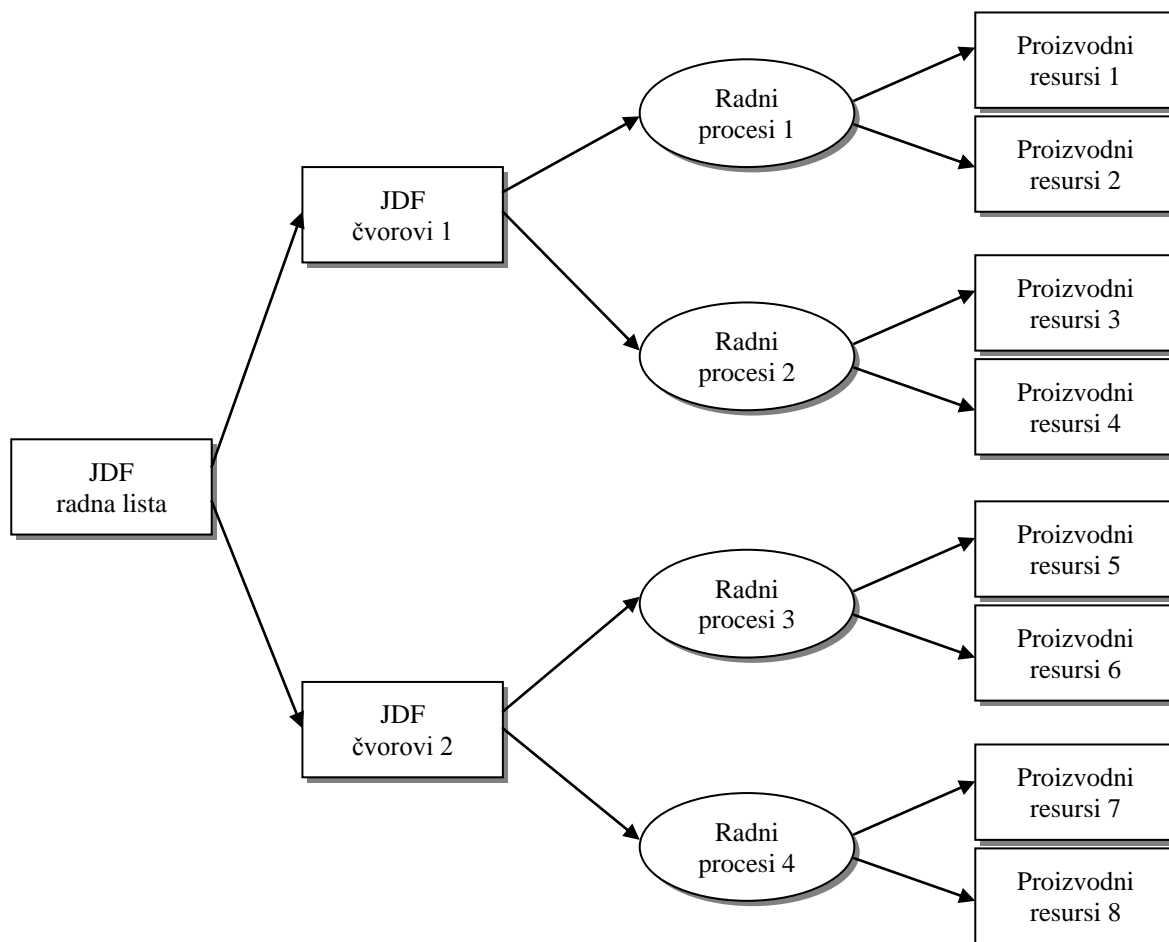 JDF
radna lista
JDF
čvorovi 1
JDF
čvorovi 2
Radni
procesi 1
Radni
procesi 2
Radni
procesi 3
Radni
procesi 4
Proizvodni
resursi 1
Proizvodni
resursi 2
Proizvodni
resursi 3
Proizvodni
resursi 4
Proizvodni
resursi 5
Proizvodni
resursi 6
Proizvodni
resursi 7
Proizvodni
resursi 8